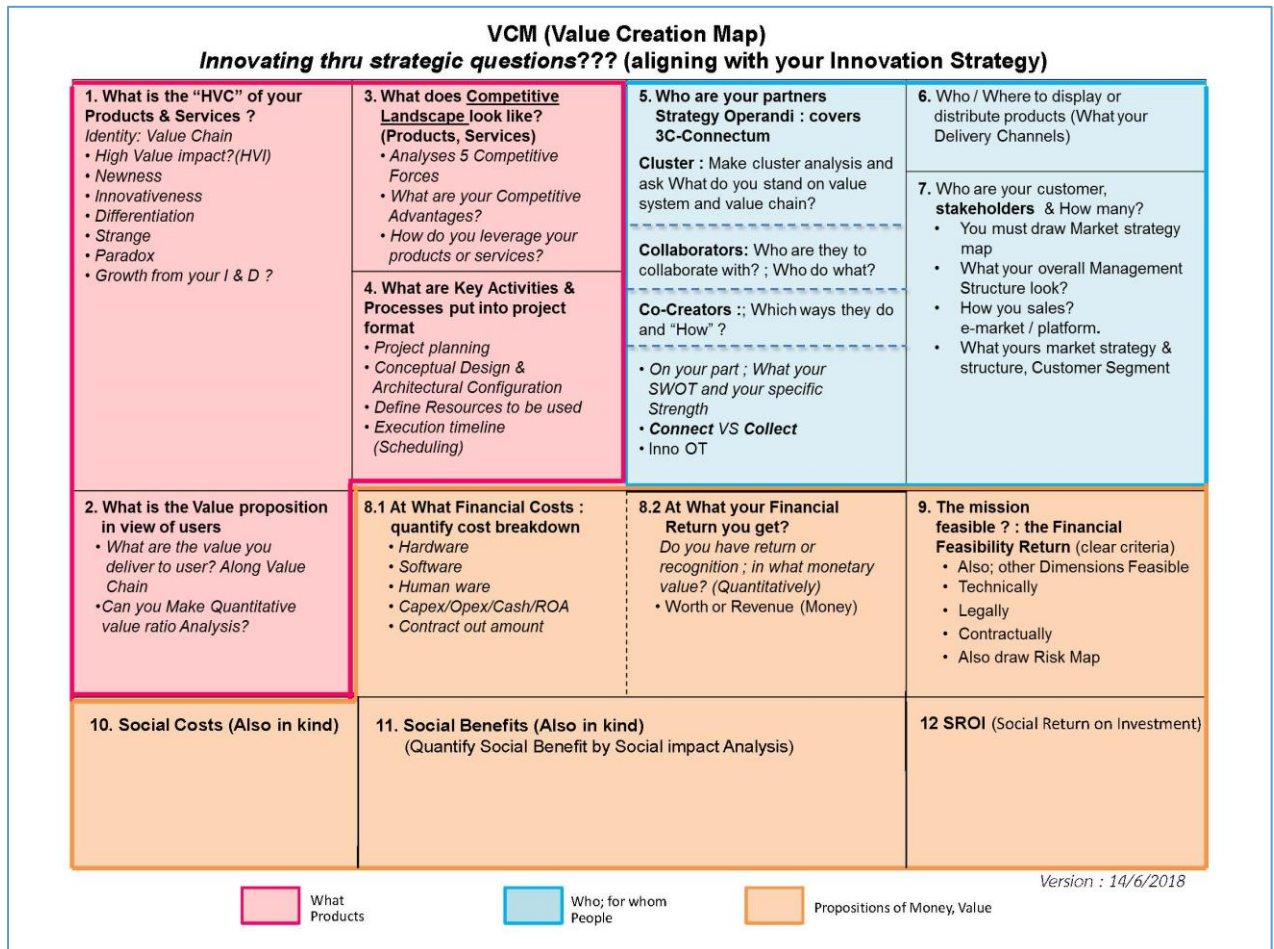 VCM (Value Creation Map)
Innovating thru strategic questions??? (aligning with your Innovation Strategy)
1. What is the “HVC” of your
Products & Services ?
Identity: Value Chain
• High Value impact?(HVI)
• Newness
• Innovativeness
• Differentiation
• Strange
• Paradox
• Growth from your I & D ?
3. What does Competitive
Landscape look like?
(Products, Services)
• Analyses 5 Competitive
Forces
• What are your Competitive
Advantages?
• How do you leverage your
products or services?
4. What are Key Activities &
Processes put into project
format
• Project planning
• Conceptual Design &
Architectural Configuration
• Define Resources to be used
• Execution timeline
(Scheduling)
5. Who are your partners
Strategy Operandi : covers
3C-Connectum
Cluster : Make cluster analysis and
ask What do you stand on value
system and value chain?
Collaborators: Who are they to
collaborate with? ; Who do what?
Co-Creators :; Which ways they do
and “How” ?
• On your part ; What your
SWOT and your specific
Strength
• Connect VS Collect
• Inno OT
6. Who / Where to display or
distribute products (What your
Delivery Channels)
7. Who are your customer,
stakeholders & How many?
• You must draw Market strategy
map
• What your overall Management
Structure look?
• How you sales?
e-market / platform.
• What yours market strategy &
structure, Customer Segment
2. What is the Value proposition
in view of users
• What are the value you
deliver to user? Along Value
Chain
•Can you Make Quantitative
value ratio Analysis?
8.1 At What Financial Costs :
quantify cost breakdown
• Hardware
• Software
• Human ware
• Capex/Opex/Cash/ROA
• Contract out amount
8.2 At What your Financial
Return you get?
Do you have return or
recognition ; in what monetary
value? (Quantitatively)
• Worth or Revenue (Money)
9. The mission
feasible ? : the Financial
Feasibility Return (clear criteria)
• Also; other Dimensions Feasible
• Technically
• Legally
• Contractually
• Also draw Risk Map
10. Social Costs (Also in kind)
11. Social Benefits (Also in kind)
(Quantify Social Benefit by Social impact Analysis)
12 SROI (Social Return on Investment)
Version : 14/6/2018
What
Products
Who; for whom
People
Propositions of Money, Value